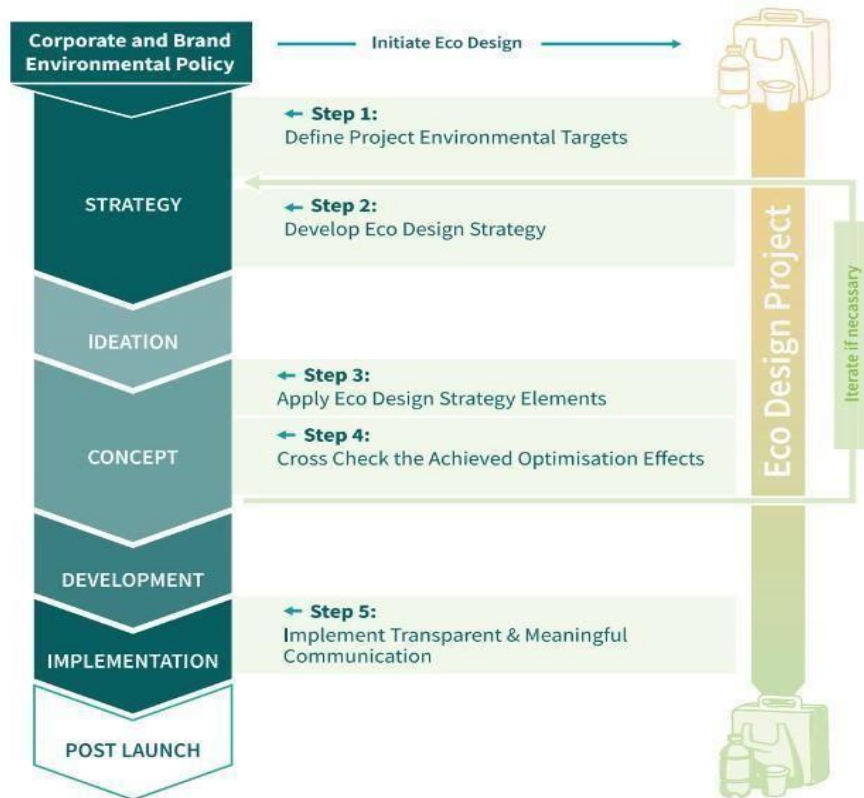 Corporate and Brand
Environmental Policy
Initiate Eco Design
Step 1:
Define Project Environmental Targets
STRATEGY
Step 2:
Develop Eco Design Strategy
IDEATION
Step 3:
Apply Eco Design Strategy Elements
CONCEPT
Step 4:
Cross Check the Achieved Optimisation Effects
DEVELOPMENT
Step 5:
Implement Transparent & Meaningful
Communication
IMPLEMENTATION
POST LAUNCH
Eco Design Project
Iterate if necassary